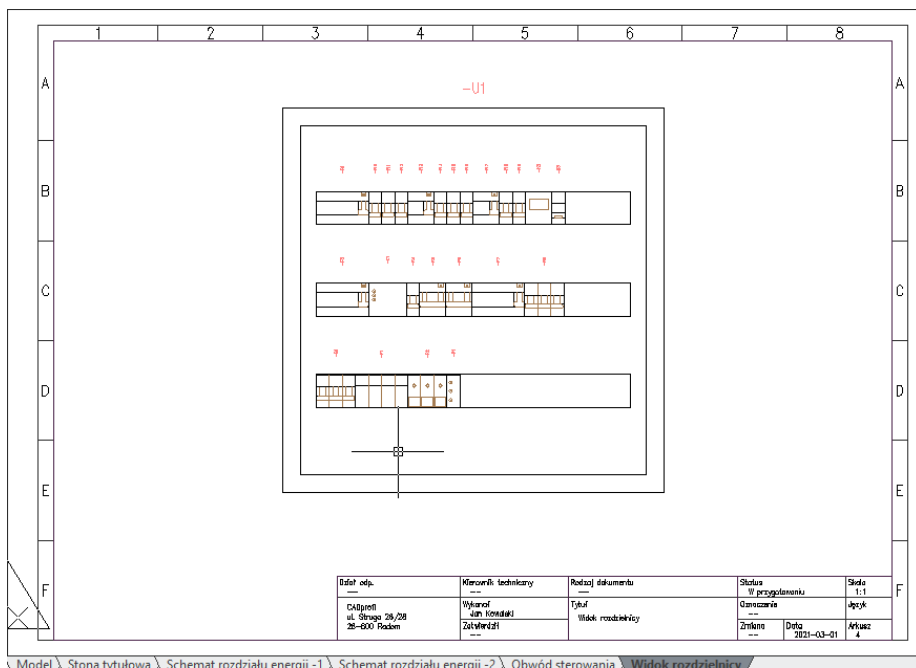 1 2 3 4 5 6 7 8
A A
-U1
B B
C C
D D
E E
F F
Dział odp.
---
CADprofi
ul. Struga 26/28
26-600 Radom
Kierownik techniczny
---
Wykonał
Jan Kowalski
Zatwierdził
---
Rodzaj dokumentu
---
Tytuł
Widok rozdzielnicy
Status
W przygotowaniu
Skala
1:1
Oznaczenie
---
Język
Zmiana
---
Data
2021-03-01
Arkusz
4
Y
X
Model Stona tytułowa Schemat rozdziału energii -1 Schemat rozdziału energii -2 Obwód sterowania Widok rozdzielnicy